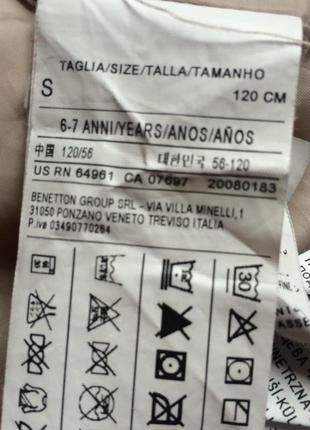 TAGLIA/SIZE/TALLA/TAMANHO
S 120 CM
6-7 ANNI/YEARS/ANOS/AÑOS
中国 120/56 대한민국 56-120
US RN 64961 CA 07697 20080183
BENETTON GROUP SRL - VIA VILLA MINELLI,1
31050 PONZANO VENETO TREVISO ITALIA
P.iva 03490770264
30